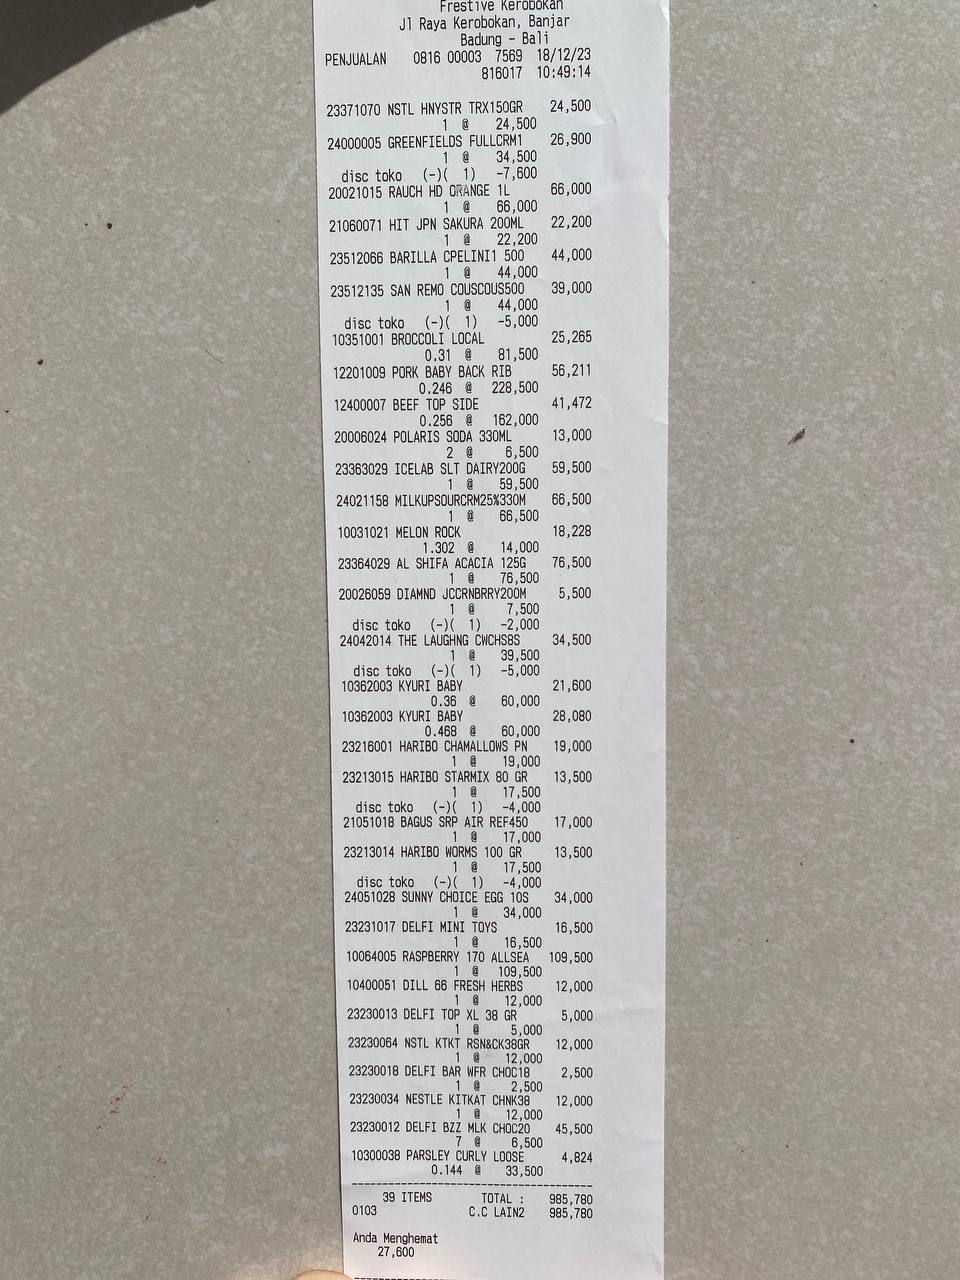 Frestive Kerobokan
Jl Raya Kerobokan, Banjar
Badung - Bali
PENJUALAN 0816 00003 7569 18/12/23
816017 10:49:14
23371070 NSTL HNYSTR TRX150GR 24,500
1 @ 24,500
24000005 GREENFIELDS FULLCRM1 26,900
1 @ 34,500
disc toko (-)( 1) -7,600
20021015 RAUCH HD ORANGE 1L 66,000
1 @ 66,000
21060071 HIT JPN SAKURA 200ML 22,200
1 @ 22,200
23512066 BARILLA CPELINI1 500 44,000
1 @ 44,000
23512135 SAN REMO COUSCOUS500 39,000
1 @ 44,000
disc toko (-)( 1) -5,000
10351001 BROCCOLI LOCAL 25,265
0.31 @ 81,500
12201009 PORK BABY BACK RIB 56,211
0.246 @ 228,500
12400007 BEEF TOP SIDE 41,472
0.256 @ 162,000
20006024 POLARIS SODA 330ML 13,000
2 @ 6,500
23363029 ICELAB SLT DAIRY200G 59,500
1 @ 59,500
24021158 MILKUPSOURCRM25%330M 66,500
1 @ 66,500
10031021 MELON ROCK 18,228
1.302 @ 14,000
23364029 AL SHIFA ACACIA 125G 76,500
1 @ 76,500
20026059 DIAMND JCCRNBRRY200M 5,500
1 @ 7,500
disc toko (-)( 1) -2,000
24042014 THE LAUGHNG CWCHS8S 34,500
1 @ 39,500
disc toko (-)( 1) -5,000
10362003 KYURI BABY 21,600
0.36 @ 60,000
10362003 KYURI BABY 28,080
0.468 @ 60,000
23216001 HARIBO CHAMALLOWS PN 19,000
1 @ 19,000
23213015 HARIBO STARMIX 80 GR 13,500
1 @ 17,500
disc toko (-)( 1) -4,000
21051018 BAGUS SRP AIR REF450 17,000
1 @ 17,000
23213014 HARIBO WORMS 100 GR 13,500
1 @ 17,500
disc toko (-)( 1) -4,000
24051028 SUNNY CHOICE EGG 10S 34,000
1 @ 34,000
23231017 DELFI MINI TOYS 16,500
1 @ 16,500
10064005 RASPBERRY 170 ALLSEA 109,500
1 @ 109,500
10400051 DILL 66 FRESH HERBS 12,000
1 @ 12,000
23230013 DELFI TOP XL 38 GR 5,000
1 @ 5,000
23230064 NSTL KTKT RSN&CK38GR 12,000
1 @ 12,000
23230018 DELFI BAR WFR CHOC18 2,500
1 @ 2,500
23230034 NESTLE KITKAT CHNK38 12,000
1 @ 12,000
23230012 DELFI BZZ MLK CHOC20 45,500
7 @ 6,500
10300038 PARSLEY CURLY LOOSE 4,824
0.144 @ 33,500
39 ITEMS TOTAL : 985,780
0103 C.C LAIN2 985,780
Anda Menghemat
27,600